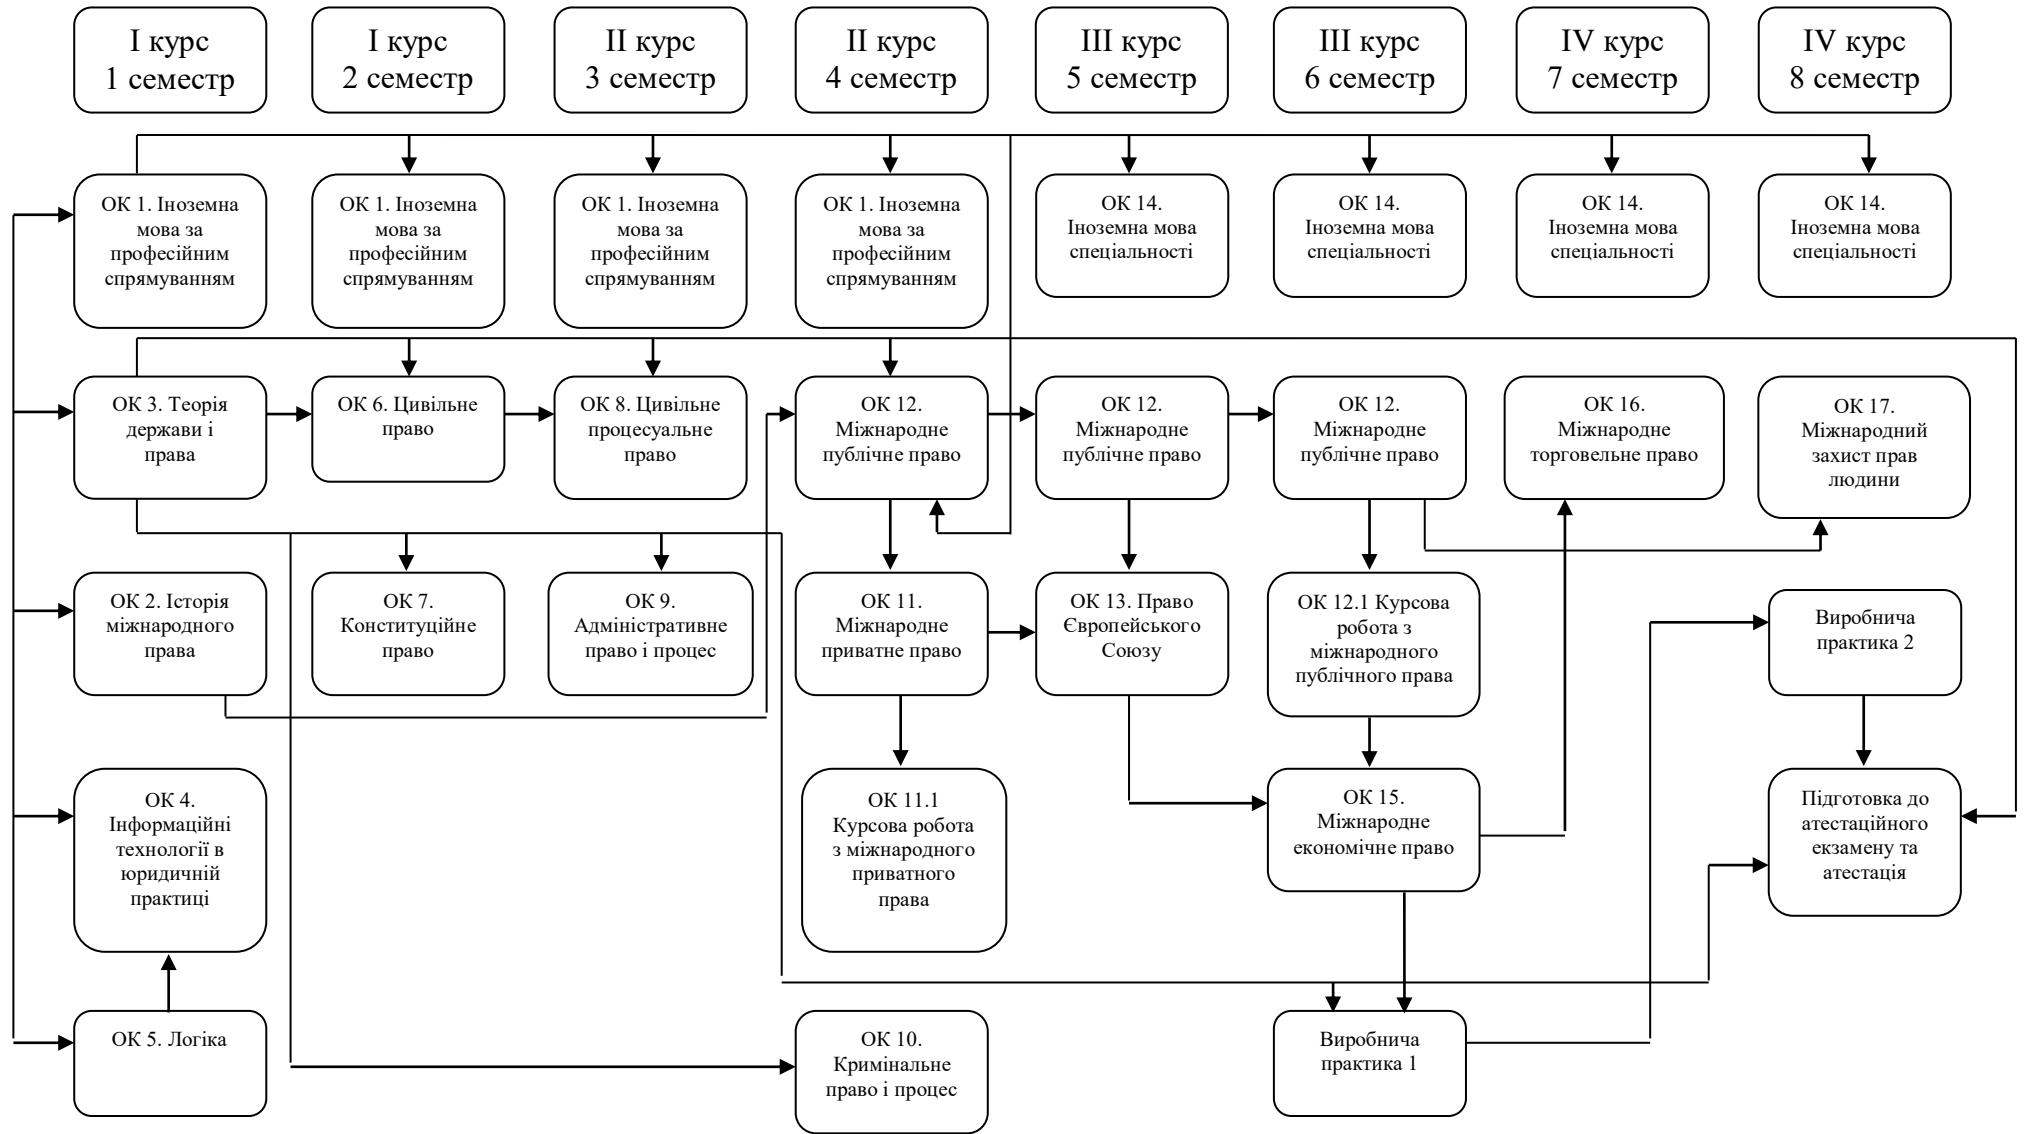 І курс
1 семестр
І курс
2 семестр
ІІ курс
3 семестр
ІІ курс
4 семестр
ІІІ курс
5 семестр
ІІІ курс
6 семестр
IV курс
7 семестр
IV курс
8 семестр
ОК 1. Іноземна
мова за
професійним
спрямуванням
ОК 1. Іноземна
мова за
професійним
спрямуванням
ОК 1. Іноземна
мова за
професійним
спрямуванням
ОК 1. Іноземна
мова за
професійним
спрямуванням
ОК 14.
Іноземна мова
спеціальності
ОК 14.
Іноземна мова
спеціальності
ОК 14.
Іноземна мова
спеціальності
ОК 14.
Іноземна мова
спеціальності
ОК 3. Теорія
держави і
права
ОК 6. Цивільне
право
ОК 8. Цивільне
процесуальне
право
ОК 12.
Міжнародне
публічне право
ОК 12.
Міжнародне
публічне право
ОК 12.
Міжнародне
публічне право
ОК 16.
Міжнародне
торговельне право
ОК 17.
Міжнародний
захист прав
людини
ОК 2. Історія
міжнародного
права
ОК 7.
Конституційне
право
ОК 9.
Адміністративне
право і процес
ОК 11.
Міжнародне
приватне право
ОК 13. Право
Європейського
Союзу
ОК 12.1 Курсова
робота з
міжнародного
публічного права
Виробнича
практика 2
ОК 4.
Інформаційні
технології в
юридичній
практиці
ОК 11.1
Курсова робота
з міжнародного
приватного
права
ОК 15.
Міжнародне
економічне право
Підготовка до
атестаційного
екзамену та
атестація
ОК 5. Логіка
ОК 10.
Кримінальне
право і процес
Виробнича
практика 1